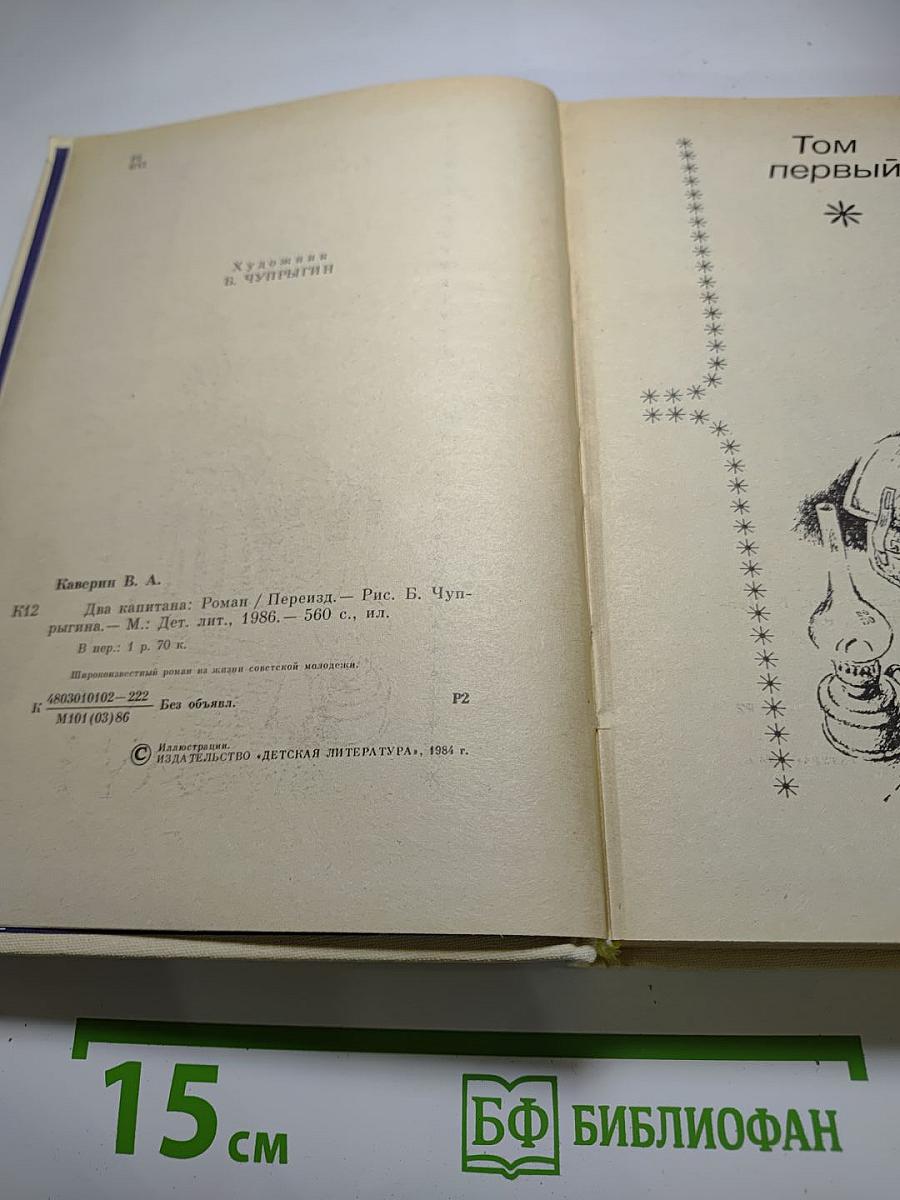 Художник
Б. ЧУПРЫГИН
Каверин В. А.
К12 Два капитана: Роман / Переизд.— Рис. Б. Чуп-
рыгина.— М.: Дет. лит., 1986.— 560 с., ил.
В пер.: 1 р. 70 к.
Широкоизвестный роман из жизни советской молодежи.
К 4803010102—222
М101(03)86
Без объявл.
Р2
© Иллюстрации.
ИЗДАТЕЛЬСТВО «ДЕТСКАЯ ЛИТЕРАТУРА», 1984 г.
Том
первый
15 см
БФ БИБЛИОФАН